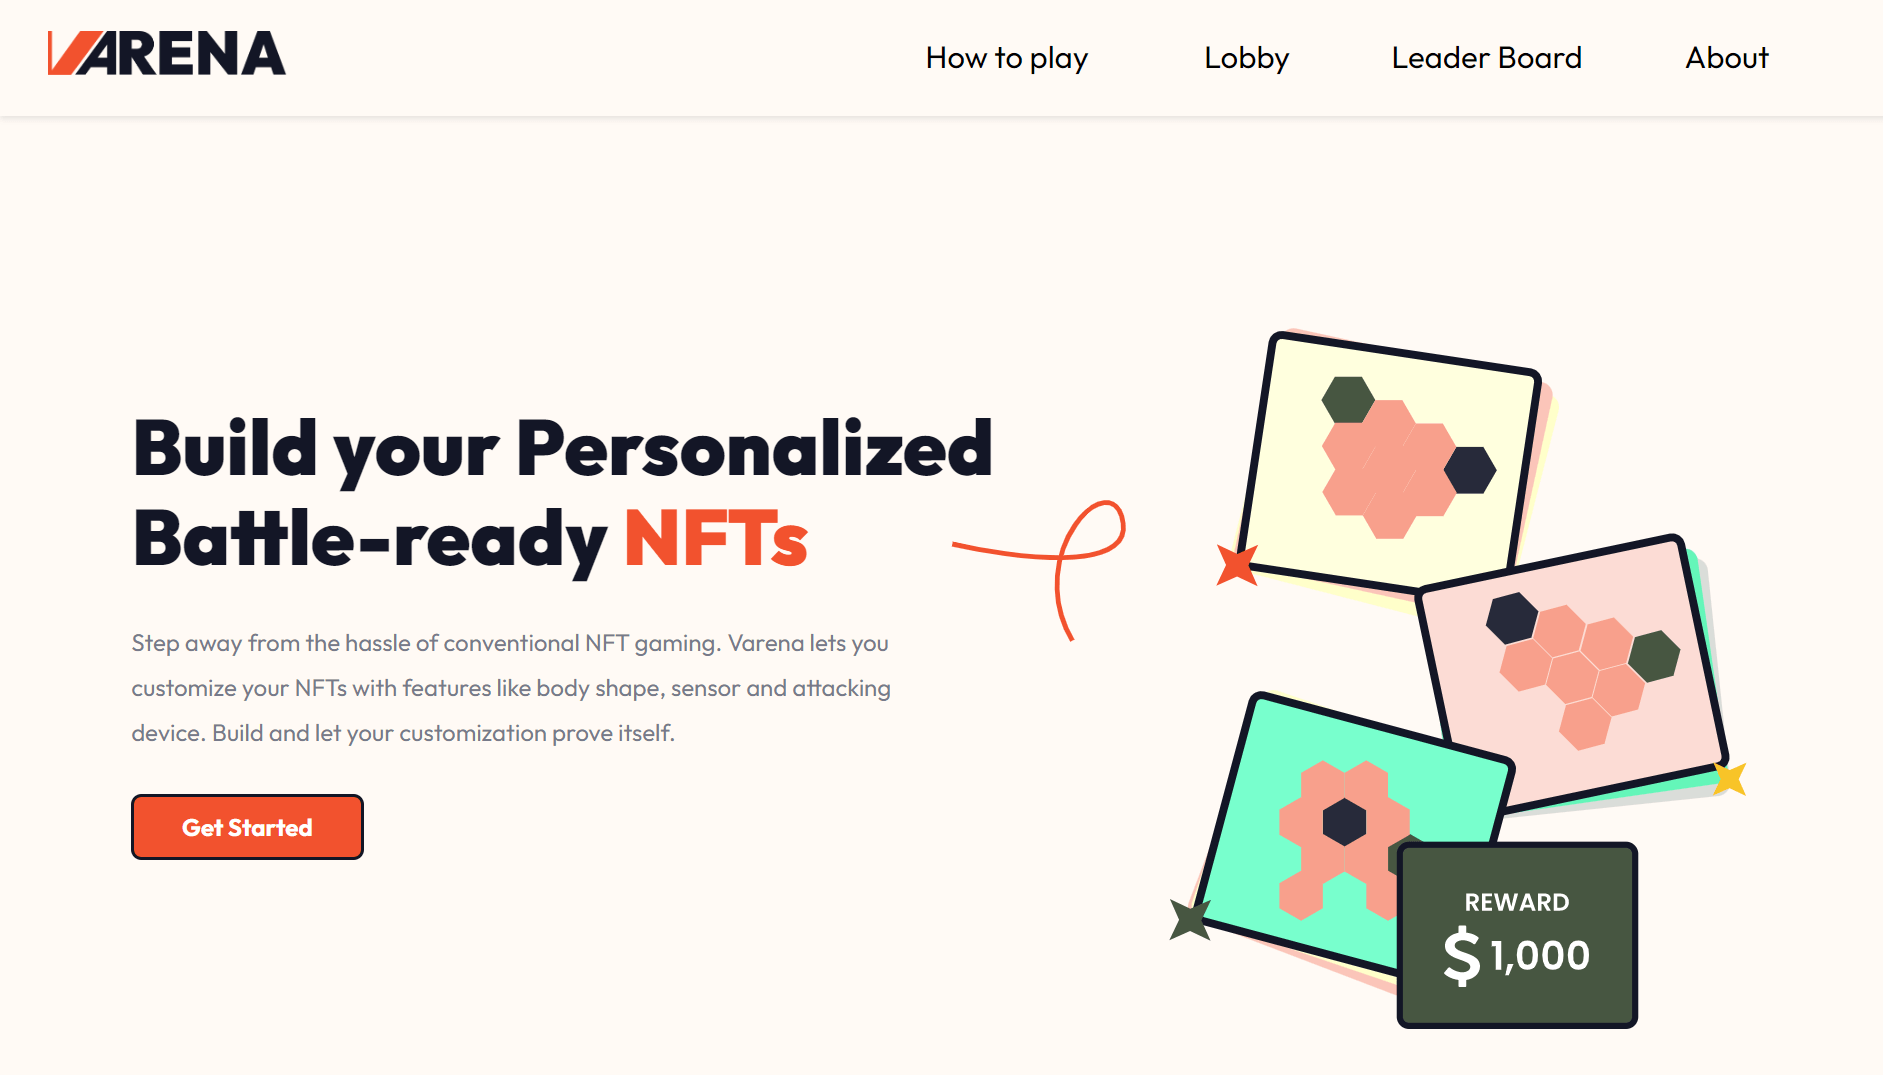 VARENA
How to play
Lobby
Leader Board
About
Build your Personalized
Battle-ready NFTs
Step away from the hassle of conventional NFT gaming. Varena lets you
customize your NFTs with features like body shape, sensor and attacking
device. Build and let your customization prove itself.
Get Started
REWARD
$ 1,000